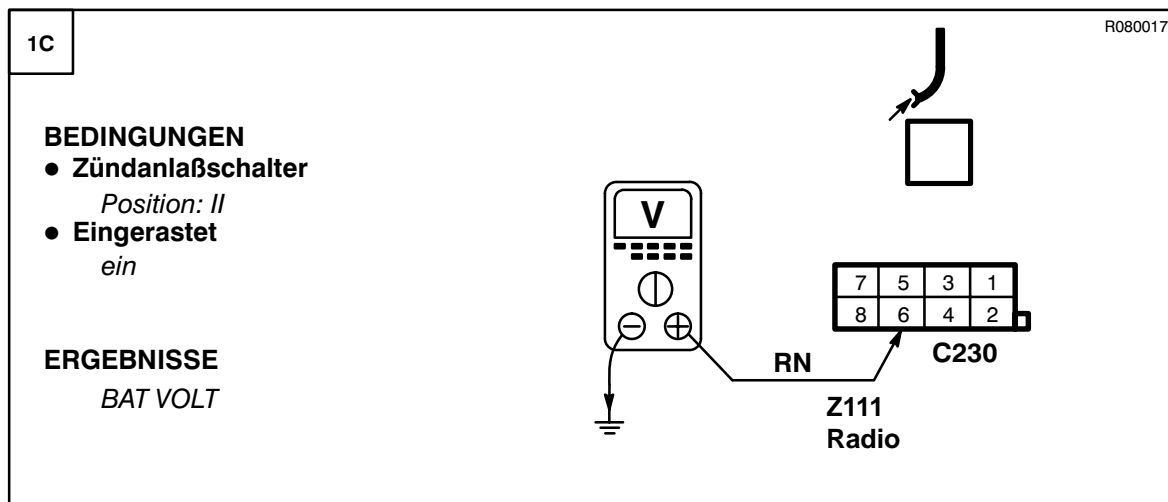 1C
R080017
BEDINGUNGEN
● Zündanlaßschalter
Position: II
● Eingerastet
ein
ERGEBNISSE
BAT VOLT
V
RN
7 5 3 1
8 6 4 2
C230
Z111
Radio